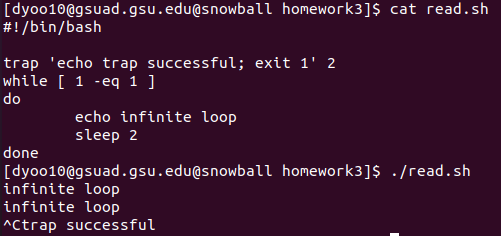 [dyoo10@gsuad.gsu.edu@snowball homework3]$ cat read.sh
#!/bin/bash

trap 'echo trap successful; exit 1' 2
while [ 1 -eq 1 ]
do
        echo infinite loop
        sleep 2
done
[dyoo10@gsuad.gsu.edu@snowball homework3]$ ./read.sh
infinite loop
infinite loop
^Ctrap successful